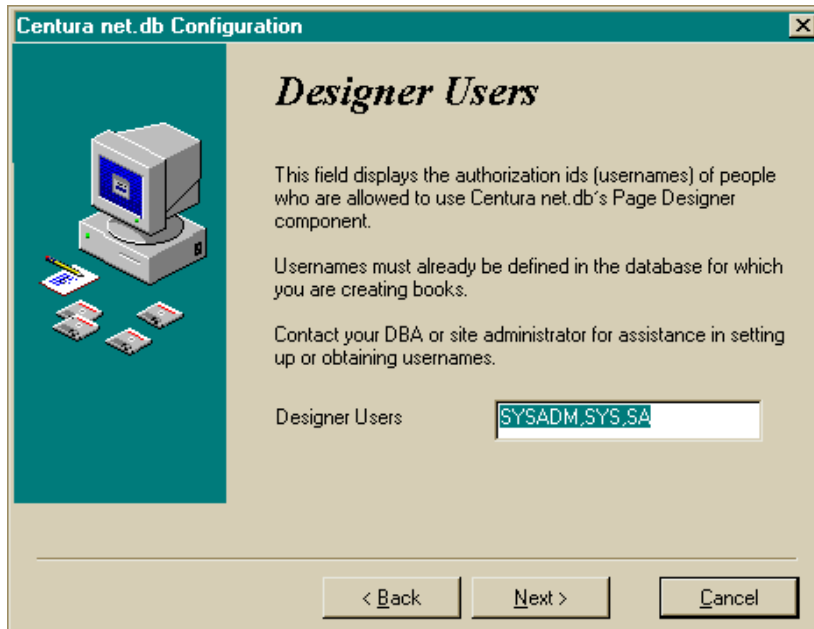 Centura net.db Configuration
Designer Users
This field displays the authorization ids (usernames) of people
who are allowed to use Centura net.db's Page Designer
component.
Usernames must already be defined in the database for which
you are creating books.
Contact your DBA or site administrator for assistance in setting
up or obtaining usernames.
Designer Users SYSADM,SYS,SA
< Back Next > Cancel